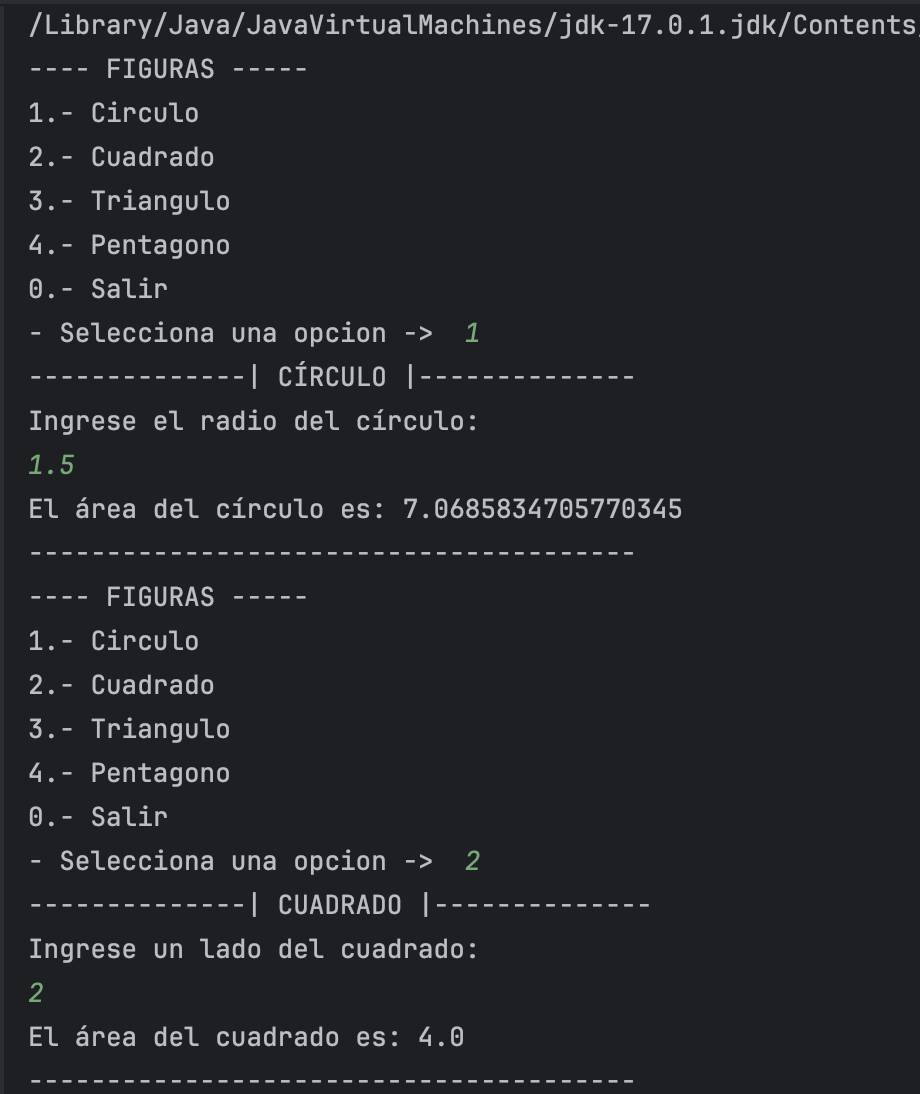 /Library/Java/JavaVirtualMachines/jdk-17.0.1.jdk/Contents/
---- FIGURAS -----
1.- Circulo
2.- Cuadrado
3.- Triangulo
4.- Pentagono
0.- Salir
- Selecciona una opcion ->  1
--------------| CÍRCULO |--------------
Ingrese el radio del círculo:
1.5
El área del círculo es: 7.0685834705770345
---------------------------------------
---- FIGURAS -----
1.- Circulo
2.- Cuadrado
3.- Triangulo
4.- Pentagono
0.- Salir
- Selecciona una opcion ->  2
--------------| CUADRADO |--------------
Ingrese un lado del cuadrado:
2
El área del cuadrado es: 4.0
---------------------------------------